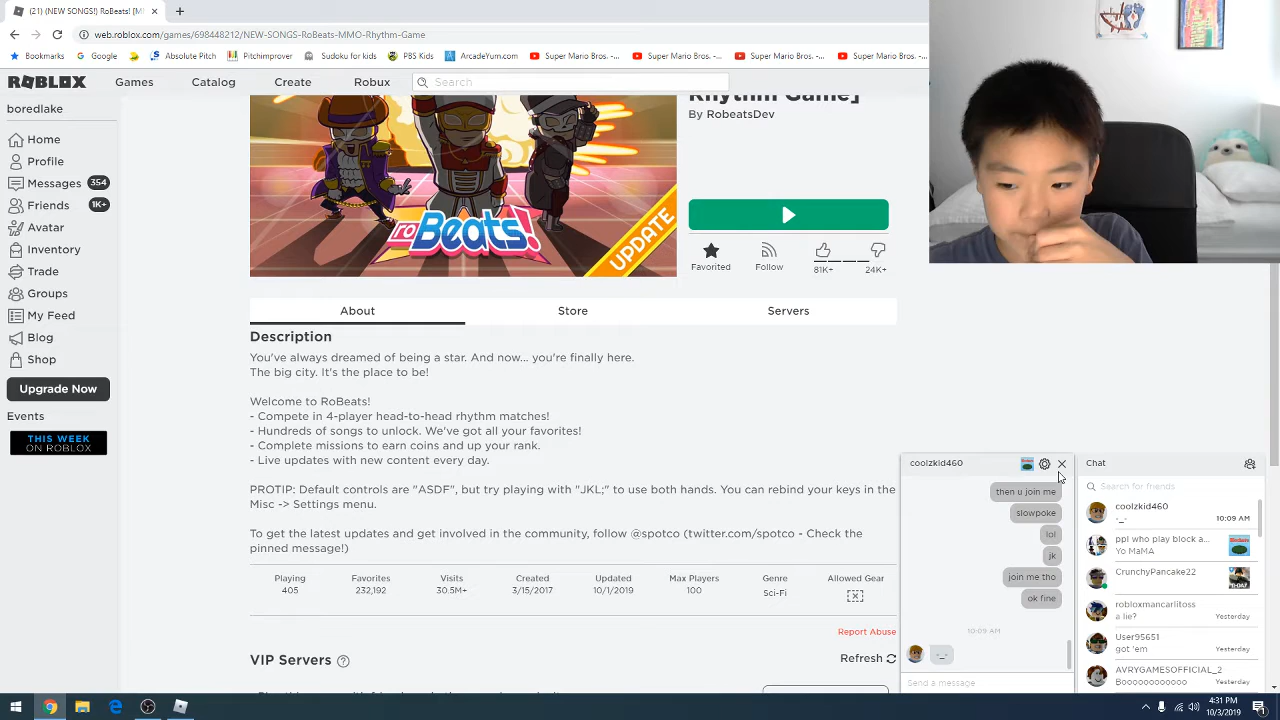 (21) (NEW SONGS!) RoBeats! [M
web.roblox.com/games/698448212/NEW-SONGS-RoBeats-MMO-Rhythm-Game
Bookmarks
Google
Absolute Pitch
Pitchimprover
Sudoku for kids
PBS Kids
ArcadeYum.com
Super Mario Bros. -...
Super Mario Bros. -...
Super Mario Bros. -...
Super Mario Bros. -...
ROBLOX
Games
Catalog
Create
Robux
Search
boredlake
Home
Profile
Messages 354
Friends 1K+
Avatar
Inventory
Trade
Groups
My Feed
Blog
Shop
Upgrade Now
Events
THIS WEEK
ON ROBLOX
roBeats!
UPDATE
Rhythm Game]
By RobeatsDev
Favorited
Follow
81K+
24K+
About
Store
Servers
Description
You've always dreamed of being a star. And now... you're finally here.
The big city. It's the place to be!
Welcome to RoBeats!
- Compete in 4-player head-to-head rhythm matches!
- Hundreds of songs to unlock. We've got all your favorites!
- Complete missions to earn coins and up your rank.
- Live updates with new content every day.
PROTIP: Default controls are "ASDF", but try playing with "JKL;" to use both hands. You can rebind your keys in the
Misc -> Settings menu.
To get the latest updates and get involved in the community, follow @spotco (twitter.com/spotco - Check the
pinned message!)
Playing
405
Favorites
232,192
Visits
30.5M+
Created
3/15/2017
Updated
10/1/2019
Max Players
100
Genre
Sci-Fi
Allowed Gear
Report Abuse
VIP Servers
Refresh
coolzkid460
then u join me
slowpoke
lol
jk
join me tho
ok fine
10:09 AM
-_-
Send a message
Chat
Search for friends
coolzkid460
-_-
10:09 AM
ppl who play block a...
Yo MaMA
CrunchyPancake22
robloxmancarlitoss
a lie?
Yesterday
User95651
got 'em
Yesterday
AVRYGAMESOFFICIAL_2
Booooooooooo
Yesterday
4:31 PM
10/3/2019